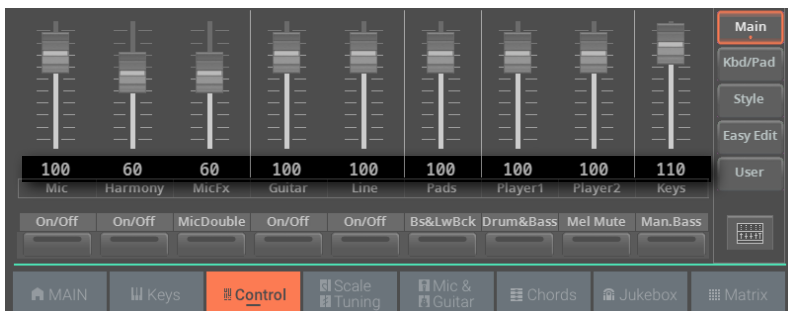 Main
Kbd/Pad
Style
Easy Edit
User
100 60 60 100 100 100 100 100 110
Mic Harmony MicFx Guitar Line Pads Player1 Player2 Keys
On/Off On/Off MicDouble On/Off On/Off Bs&LwBck Drum&Bass Mel Mute Man.Bass
MAIN Keys Control Scale Tuning Mic & Guitar Chords Jukebox Matrix